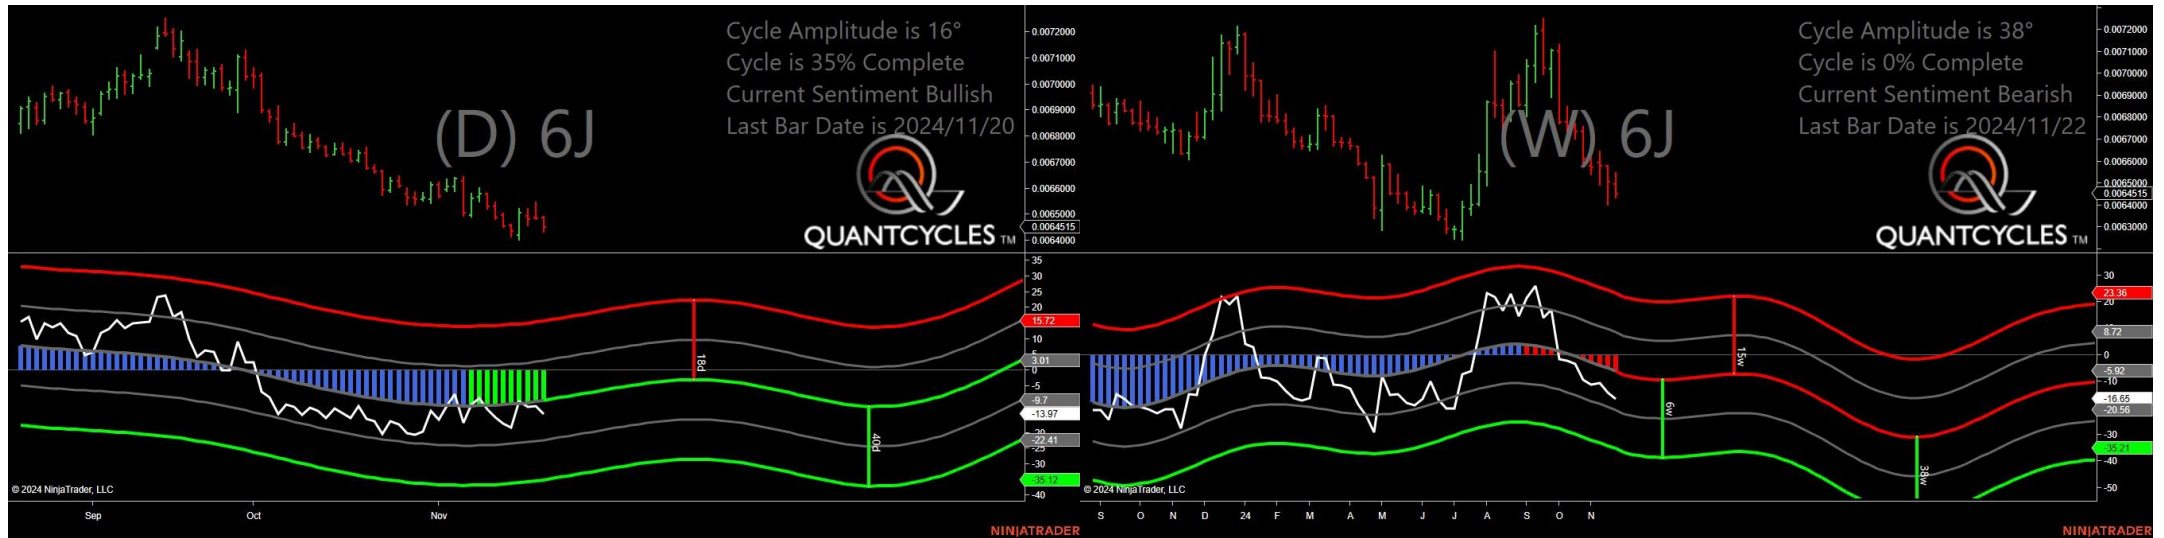 Cycle Amplitude is 16°
Cycle is 35% Complete
Current Sentiment Bullish
Last Bar Date is 2024/11/20
(D) 6J
QUANTCYCLES TM
0.0072000
0.0071000
0.0070000
0.0069000
0.0068000
0.0067000
0.0066000
0.0065000
0.0064515
0.0064000
35
30
25
20
15.72
10
5
3.01
0
-5
-9.7
-13.97
-20
-22.41
-25
-30
-35.12
-40
18d
40d
© 2024 NinjaTrader, LLC
Sep Oct Nov
NINJATRADER
Cycle Amplitude is 38°
Cycle is 0% Complete
Current Sentiment Bearish
Last Bar Date is 2024/11/22
(W) 6J
QUANTCYCLES TM
0.0072000
0.0071000
0.0070000
0.0069000
0.0068000
0.0067000
0.0066000
0.0065000
0.0064515
0.0064000
0.0063000
30
23.36
20
8.72
0
-5.92
-10
-16.65
-20.56
-30
-35.21
-40
-50
15w
6w
38w
© 2024 NinjaTrader, LLC
S O N D 24 F M A M J J A S O N
NINJATRADER